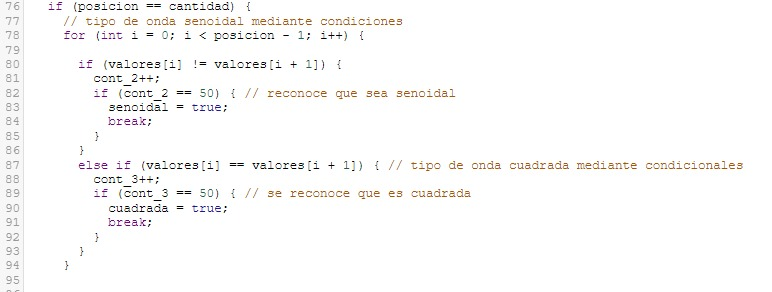 76 if (posicion == cantidad) {
77 // tipo de onda senoidal mediante condiciones
78 for (int i = 0; i < posicion - 1; i++) {
79
80 if (valores[i] != valores[i + 1]) {
81 cont_2++;
82 if (cont_2 == 50) { // reconoce que sea senoidal
83 senoidal = true;
84 break;
85 }
86 }
87 else if (valores[i] == valores[i + 1]) { // tipo de onda cuadrada mediante condicionales
88 cont_3++;
89 if (cont_3 == 50) { // se reconoce que es cuadrada
90 cuadrada = true;
91 break;
92 }
93 }
94 }
95